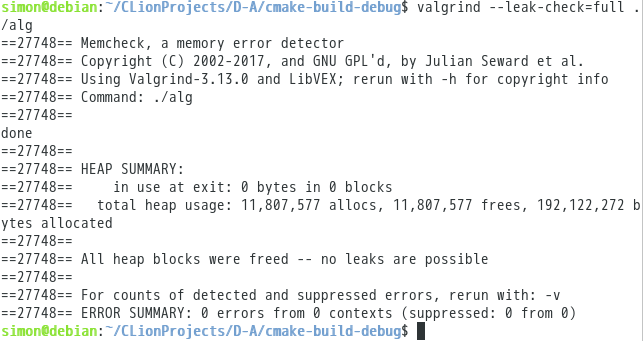 simon@debian:~/CLionProjects/D-A/cmake-build-debug$ valgrind --leak-check=full .
/alg
==27748== Memcheck, a memory error detector
==27748== Copyright (C) 2002-2017, and GNU GPL'd, by Julian Seward et al.
==27748== Using Valgrind-3.13.0 and LibVEX; rerun with -h for copyright info
==27748== Command: ./alg
==27748==
done
==27748==
==27748== HEAP SUMMARY:
==27748==     in use at exit: 0 bytes in 0 blocks
==27748==   total heap usage: 11,807,577 allocs, 11,807,577 frees, 192,122,272 b
ytes allocated
==27748==
==27748== All heap blocks were freed -- no leaks are possible
==27748==
==27748== For counts of detected and suppressed errors, rerun with: -v
==27748== ERROR SUMMARY: 0 errors from 0 contexts (suppressed: 0 from 0)
simon@debian:~/CLionProjects/D-A/cmake-build-debug$